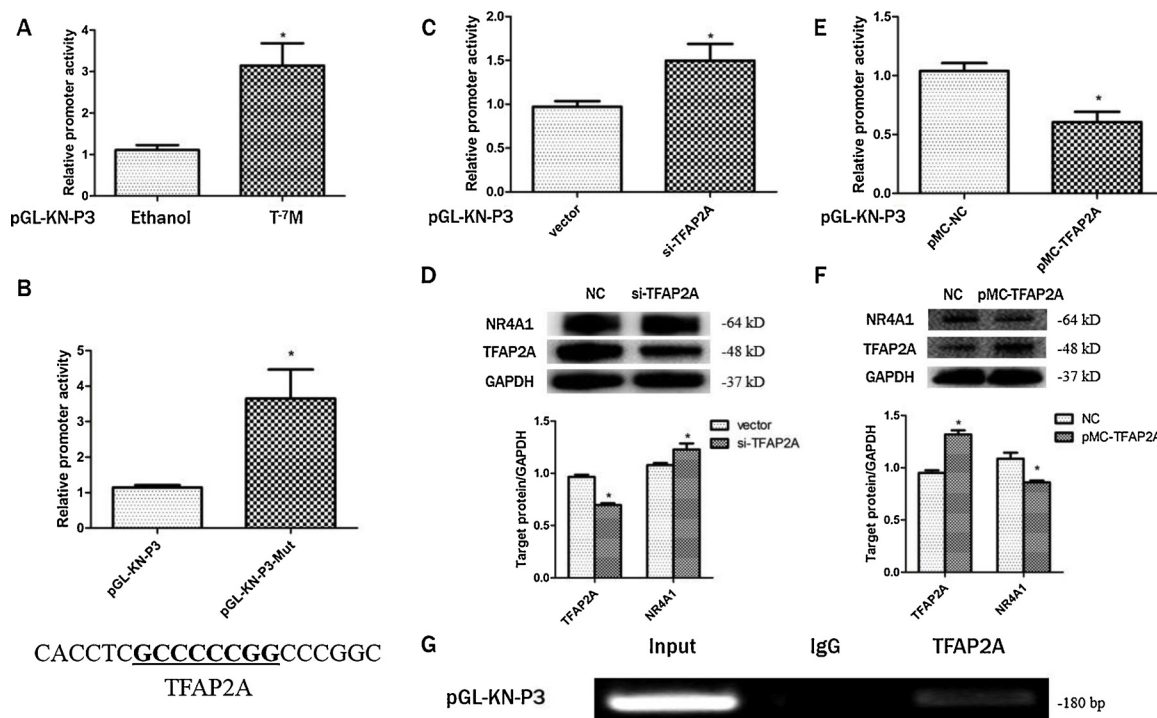 A
Relative promoter activity
4
3
2
1
0
*
pGL-KN-P3
Ethanol
T-7M
B
Relative promoter activity
5
4
3
2
1
0
*
pGL-KN-P3
pGL-KN-P3-Mut
CACCTCGCCCCCGGCCCGGC
TFAP2A
C
Relative promoter activity
2.0
1.5
1.0
0.5
0.0
*
pGL-KN-P3
vector
si-TFAP2A
D
NC si-TFAP2A
NR4A1 -64 kD
TFAP2A -48 kD
GAPDH -37 kD
Target protein/GAPDH
1.5
1.0
0.5
0.0
vector
si-TFAP2A
*
*
TFAP2A
NR4A1
E
Relative promoter activity
1.5
1.0
0.5
0.0
*
pGL-KN-P3
pMC-NC
pMC-TFAP2A
F
NC pMC-TFAP2A
NR4A1 -64 kD
TFAP2A -48 kD
GAPDH -37 kD
Target protein/GAPDH
1.5
1.0
0.5
0.0
NC
pMC-TFAP2A
*
*
TFAP2A
NR4A1
G
Input IgG TFAP2A
pGL-KN-P3 -180 bp